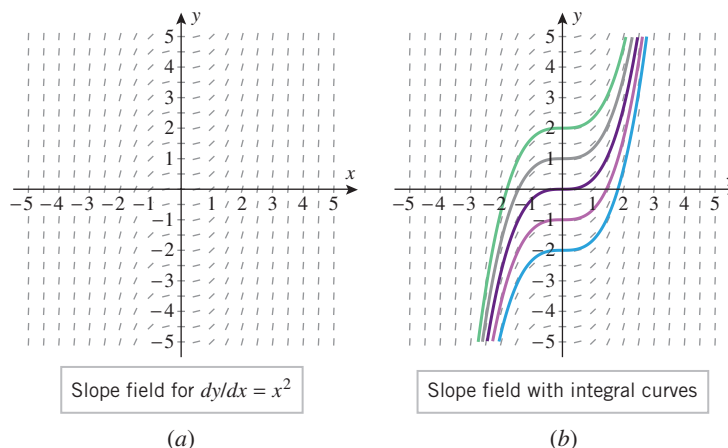 y
5
4
3
2
1
x
−5 −4 −3 −2 −1 1 2 3 4 5
−1
−2
−3
−4
−5
Slope field for dy/dx = x²
(a)
y
5
4
3
2
1
−5 −4 −3 −2 −1 1 2 3 4 5
−1
−2
−3
−4
−5
Slope field with integral curves
(b)